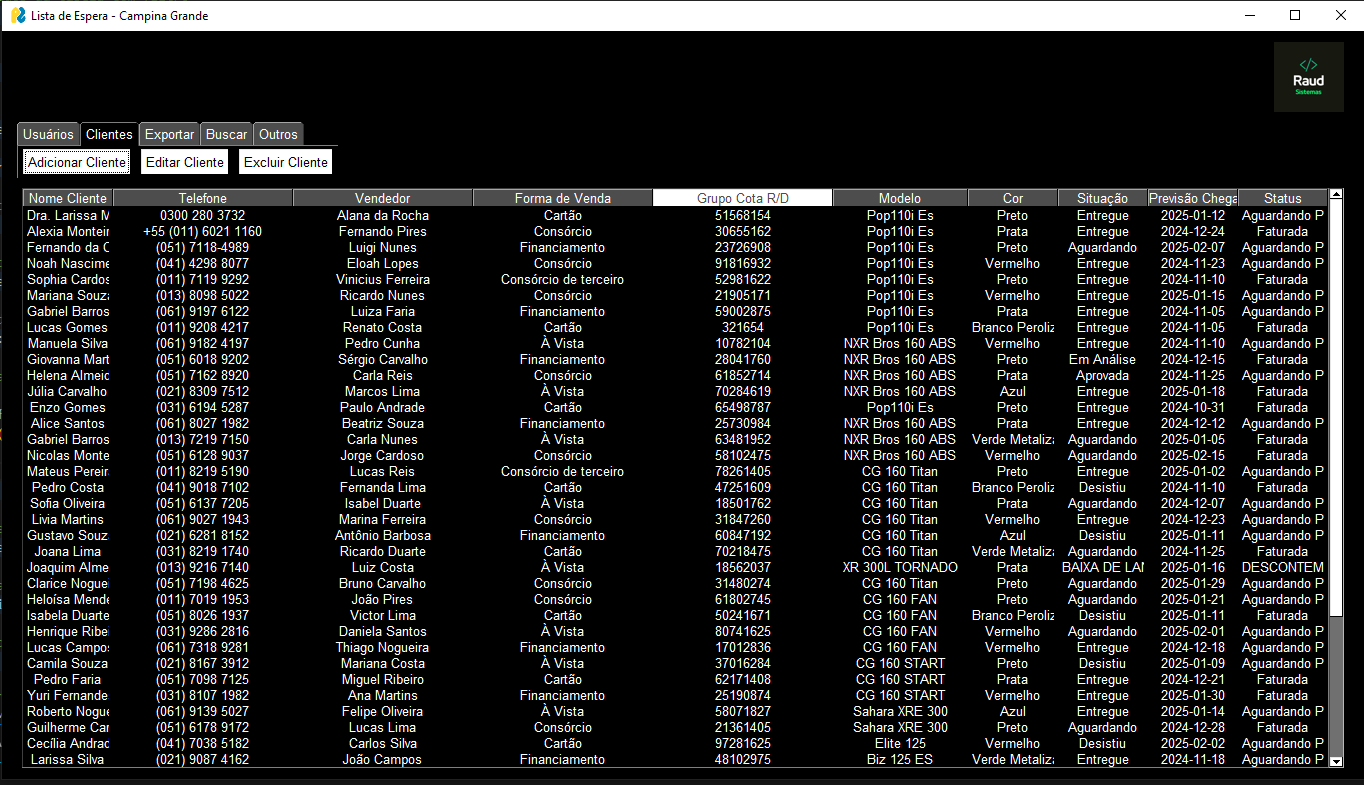 Lista de Espera - Campina Grande
</>
Raud
Sistemas
Usuários Clientes Exportar Buscar Outros
Adicionar Cliente Editar Cliente Excluir Cliente
Nome Cliente Telefone Vendedor Forma de Venda Grupo Cota R/D Modelo Cor Situação Previsão Chega Status
Dra. Larissa M 0300 280 3732 Alana da Rocha Cartão 51568154 Pop110i Es Preto Entregue 2025-01-12 Aguardando P
Alexia Monteir +55 (011) 6021 1160 Fernando Pires Consórcio 30655162 Pop110i Es Prata Entregue 2024-12-24 Faturada
Fernando da C (051) 7118-4989 Luigi Nunes Financiamento 23726908 Pop110i Es Preto Aguardando 2025-02-07 Aguardando P
Noah Nascime (041) 4298 8077 Eloah Lopes Consórcio 91816932 Pop110i Es Vermelho Entregue 2024-11-23 Aguardando P
Sophia Cardos (011) 7119 9292 Vinicius Ferreira Consórcio de terceiro 52981622 Pop110i Es Preto Entregue 2024-11-10 Faturada
Mariana Souza (013) 8098 5022 Ricardo Nunes Consórcio 21905171 Pop110i Es Vermelho Entregue 2025-01-15 Aguardando P
Gabriel Barros (061) 9197 6122 Luiza Faria Financiamento 59002875 Pop110i Es Prata Entregue 2024-11-05 Aguardando P
Lucas Gomes (011) 9208 4217 Renato Costa Cartão 321654 Pop110i Es Branco Peroliz Entregue 2024-11-05 Faturada
Manuela Silva (061) 9182 4197 Pedro Cunha À Vista 10782104 NXR Bros 160 ABS Vermelho Entregue 2024-11-10 Aguardando P
Giovanna Mart (051) 6018 9202 Sérgio Carvalho Financiamento 28041760 NXR Bros 160 ABS Preto Em Análise 2024-12-15 Faturada
Helena Almeic (051) 7162 8920 Carla Reis Consórcio 61852714 NXR Bros 160 ABS Prata Aprovada 2024-11-25 Aguardando P
Júlia Carvalho (021) 8309 7512 Marcos Lima À Vista 70284619 NXR Bros 160 ABS Azul Entregue 2025-01-18 Faturada
Enzo Gomes (031) 6194 5287 Paulo Andrade Cartão 65498787 Pop110i Es Preto Entregue 2024-10-31 Faturada
Alice Santos (061) 8027 1982 Beatriz Souza Financiamento 25730984 NXR Bros 160 ABS Prata Entregue 2024-12-12 Aguardando P
Gabriel Barros (013) 7219 7150 Carla Nunes À Vista 63481952 NXR Bros 160 ABS Verde Metaliza Aguardando 2025-01-05 Faturada
Nicolas Monte (051) 6128 9037 Jorge Cardoso Consórcio 58102475 NXR Bros 160 ABS Vermelho Aguardando 2025-02-15 Faturada
Mateus Pereir (011) 8219 5190 Lucas Reis Consórcio de terceiro 78261405 CG 160 Titan Preto Entregue 2025-01-02 Aguardando P
Pedro Costa (041) 9018 7102 Fernanda Lima Cartão 47251609 CG 160 Titan Branco Peroliz Desistiu 2024-11-10 Faturada
Sofia Oliveira (051) 6137 7205 Isabel Duarte À Vista 18501762 CG 160 Titan Prata Aguardando 2024-12-07 Aguardando P
Livia Martins (061) 9027 1943 Marina Ferreira Consórcio 31847260 CG 160 Titan Vermelho Entregue 2024-12-23 Aguardando P
Gustavo Souz (021) 6281 8152 Antônio Barbosa Financiamento 60847192 CG 160 Titan Azul Desistiu 2025-01-11 Aguardando P
Joana Lima (031) 8219 1740 Ricardo Duarte Cartão 70218475 CG 160 Titan Verde Metaliza Aguardando 2024-11-25 Faturada
Joaquim Alme (013) 9216 7140 Luiz Costa À Vista 18562037 XR 300L TORNADO Prata BAIXA DE LAN 2025-01-16 DESCONTEM
Clarice Noguei (051) 7198 4625 Bruno Carvalho Consórcio 31480274 CG 160 Titan Preto Aguardando 2025-01-29 Aguardando P
Heloísa Mende (011) 7019 1953 João Pires Consórcio 61802745 CG 160 FAN Preto Aguardando 2025-01-21 Aguardando P
Isabela Duarte (051) 8026 1937 Victor Lima Cartão 50241671 CG 160 FAN Branco Peroliz Desistiu 2025-01-11 Faturada
Henrique Ribei (031) 9286 2816 Daniela Santos À Vista 80741625 CG 160 FAN Vermelho Aguardando 2025-02-01 Aguardando P
Lucas Campos (061) 7318 9281 Thiago Nogueira Financiamento 17012836 CG 160 FAN Vermelho Entregue 2024-12-18 Aguardando P
Camila Souza (021) 8167 3912 Mariana Costa À Vista 37016284 CG 160 START Preto Desistiu 2025-01-09 Aguardando P
Pedro Faria (051) 7098 7125 Miguel Ribeiro Cartão 62171408 CG 160 START Prata Entregue 2024-12-21 Faturada
Yuri Fernande (031) 8107 1982 Ana Martins Financiamento 25190874 CG 160 START Vermelho Entregue 2025-01-30 Faturada
Roberto Nogue (061) 9139 5027 Felipe Oliveira À Vista 58071827 Sahara XRE 300 Azul Entregue 2025-01-14 Aguardando P
Guilherme Car (051) 6178 9172 Lucas Lima Consórcio 21361405 Sahara XRE 300 Preto Aguardando 2024-12-28 Faturada
Cecília Andrad (041) 7038 5182 Carlos Silva Cartão 97281625 Elite 125 Vermelho Desistiu 2025-02-02 Aguardando P
Larissa Silva (021) 9087 4162 João Campos Financiamento 48102975 Biz 125 ES Verde Metaliza Entregue 2024-11-18 Aguardando P